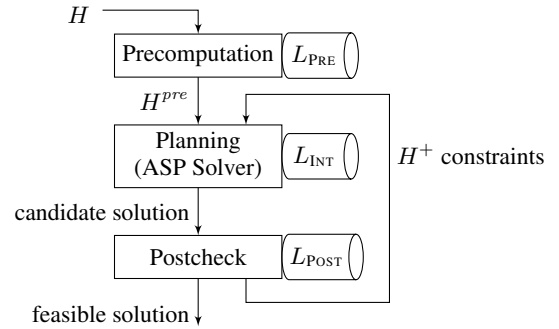 H
Precomputation
L_PRE
H^pre
Planning
(ASP Solver)
L_INT
H^+ constraints
candidate solution
Postcheck
L_POST
feasible solution